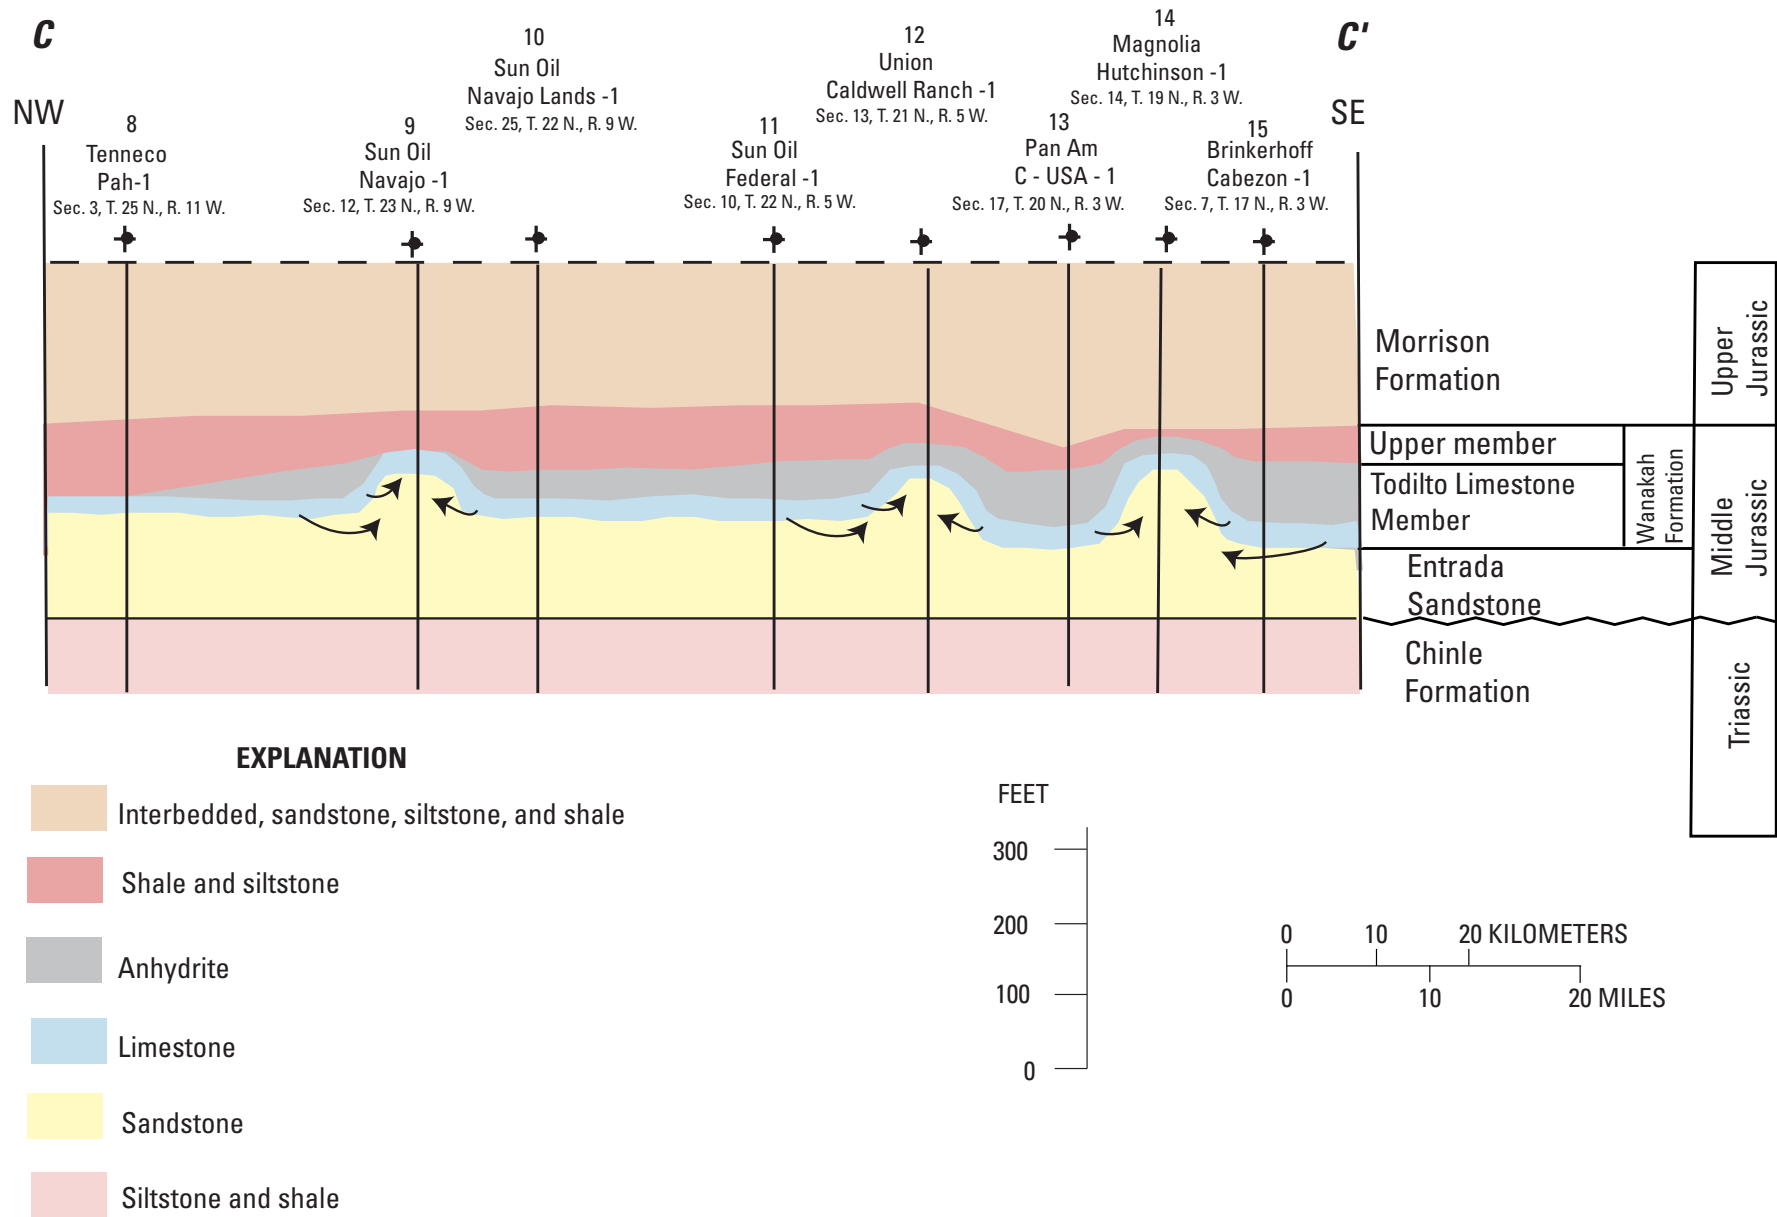 C
C'
NW
SE
8
Tenneco
Pah-1
Sec. 3, T. 25 N., R. 11 W.
9
Sun Oil
Navajo -1
Sec. 12, T. 23 N., R. 9 W.
10
Sun Oil
Navajo Lands -1
Sec. 25, T. 22 N., R. 9 W.
11
Sun Oil
Federal -1
Sec. 10, T. 22 N., R. 5 W.
12
Union
Caldwell Ranch -1
Sec. 13, T. 21 N., R. 5 W.
13
Pan Am
C - USA - 1
Sec. 17, T. 20 N., R. 3 W.
14
Magnolia
Hutchinson -1
Sec. 14, T. 19 N., R. 3 W.
15
Brinkerhoff
Cabezon -1
Sec. 7, T. 17 N., R. 3 W.
Morrison
Formation
Upper member
Todilto Limestone
Member
Wanakah
Formation
Entrada
Sandstone
Chinle
Formation
Upper
Jurassic
Middle
Jurassic
Triassic
EXPLANATION
Interbedded, sandstone, siltstone, and shale
Shale and siltstone
Anhydrite
Limestone
Sandstone
Siltstone and shale
FEET
300
200
100
0
0 10 20 KILOMETERS
0 10 20 MILES